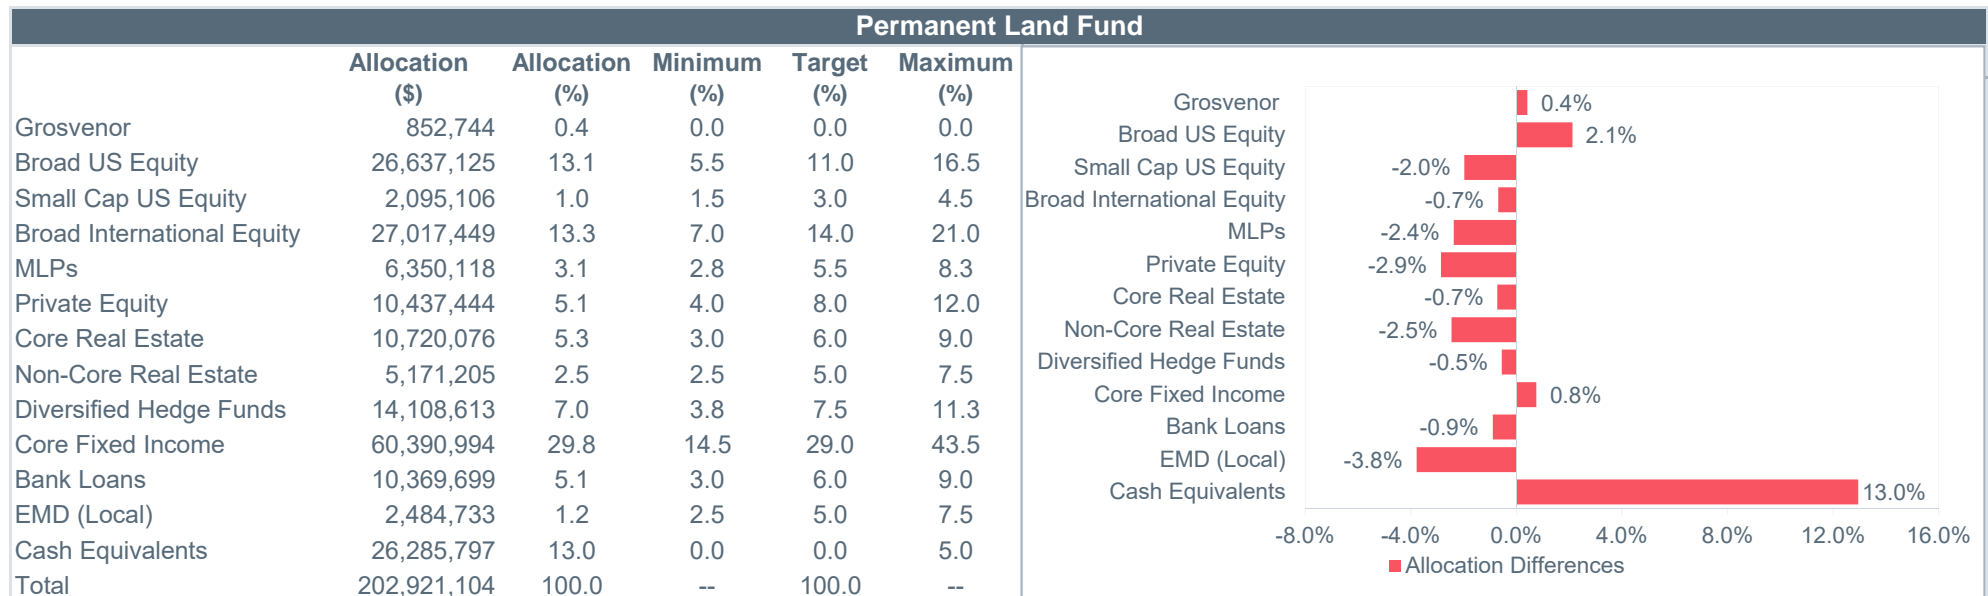 Permanent Land Fund
Allocation Allocation Minimum Target Maximum
($) (%) (%) (%) (%)
Grosvenor 852,744 0.4 0.0 0.0 0.0
Broad US Equity 26,637,125 13.1 5.5 11.0 16.5
Small Cap US Equity 2,095,106 1.0 1.5 3.0 4.5
Broad International Equity 27,017,449 13.3 7.0 14.0 21.0
MLPs 6,350,118 3.1 2.8 5.5 8.3
Private Equity 10,437,444 5.1 4.0 8.0 12.0
Core Real Estate 10,720,076 5.3 3.0 6.0 9.0
Non-Core Real Estate 5,171,205 2.5 2.5 5.0 7.5
Diversified Hedge Funds 14,108,613 7.0 3.8 7.5 11.3
Core Fixed Income 60,390,994 29.8 14.5 29.0 43.5
Bank Loans 10,369,699 5.1 3.0 6.0 9.0
EMD (Local) 2,484,733 1.2 2.5 5.0 7.5
Cash Equivalents 26,285,797 13.0 0.0 0.0 5.0
Total 202,921,104 100.0 -- 100.0 --
Grosvenor 0.4%
Broad US Equity 2.1%
Small Cap US Equity -2.0%
Broad International Equity -0.7%
MLPs -2.4%
Private Equity -2.9%
Core Real Estate -0.7%
Non-Core Real Estate -2.5%
Diversified Hedge Funds -0.5%
Core Fixed Income 0.8%
Bank Loans -0.9%
EMD (Local) -3.8%
Cash Equivalents 13.0%
-8.0% -4.0% 0.0% 4.0% 8.0% 12.0% 16.0%
Allocation Differences